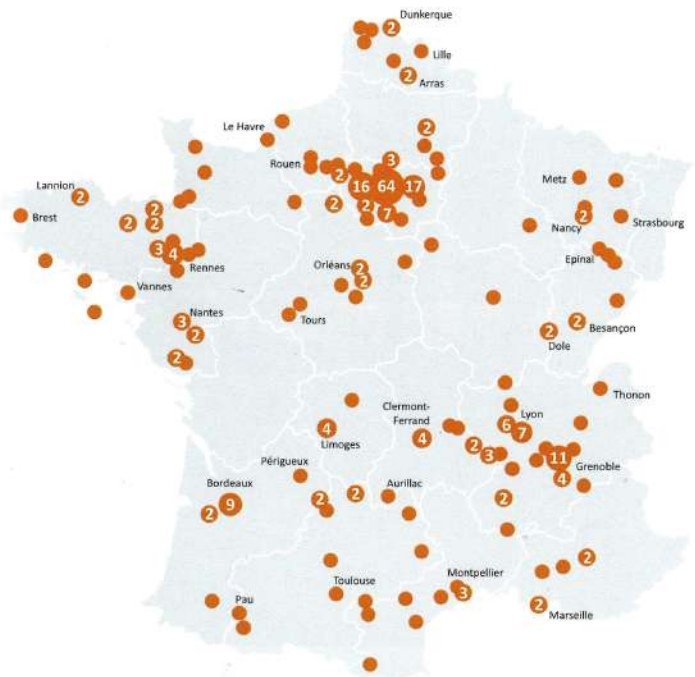 Dunkerque
2
Lille
2
Arras
Le Havre
2
Rouen
3
2
16 64 17
Metz
Lannion
2
2
2
7
2
2
2
Brest
2
Strasbourg
Nancy
3
4
Rennes
Epinal
Orléans
2
2
Vannes
Nantes
3
Tours
2
2
2
Besançon
Dole
2
Thonon
Clermont-
Ferrand
Lyon
6
7
4
Limoges
4
2
3
11
Grenoble
4
Périgueux
Bordeaux
Aurillac
2
2
2
9
2
2
Montpellier
Toulouse
3
Pau
2
Marseille